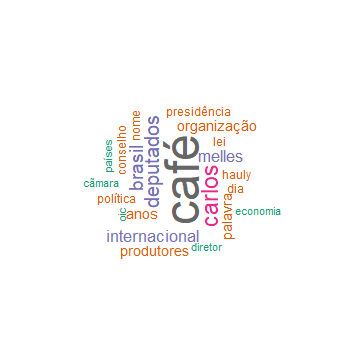 presidência
organização
nome
conselho
países
brasil
deputados
café
lei
melles
hauly
dia
carlos
palavra
economia
cãmara
política
oic
anos
internacional
produtores
diretor